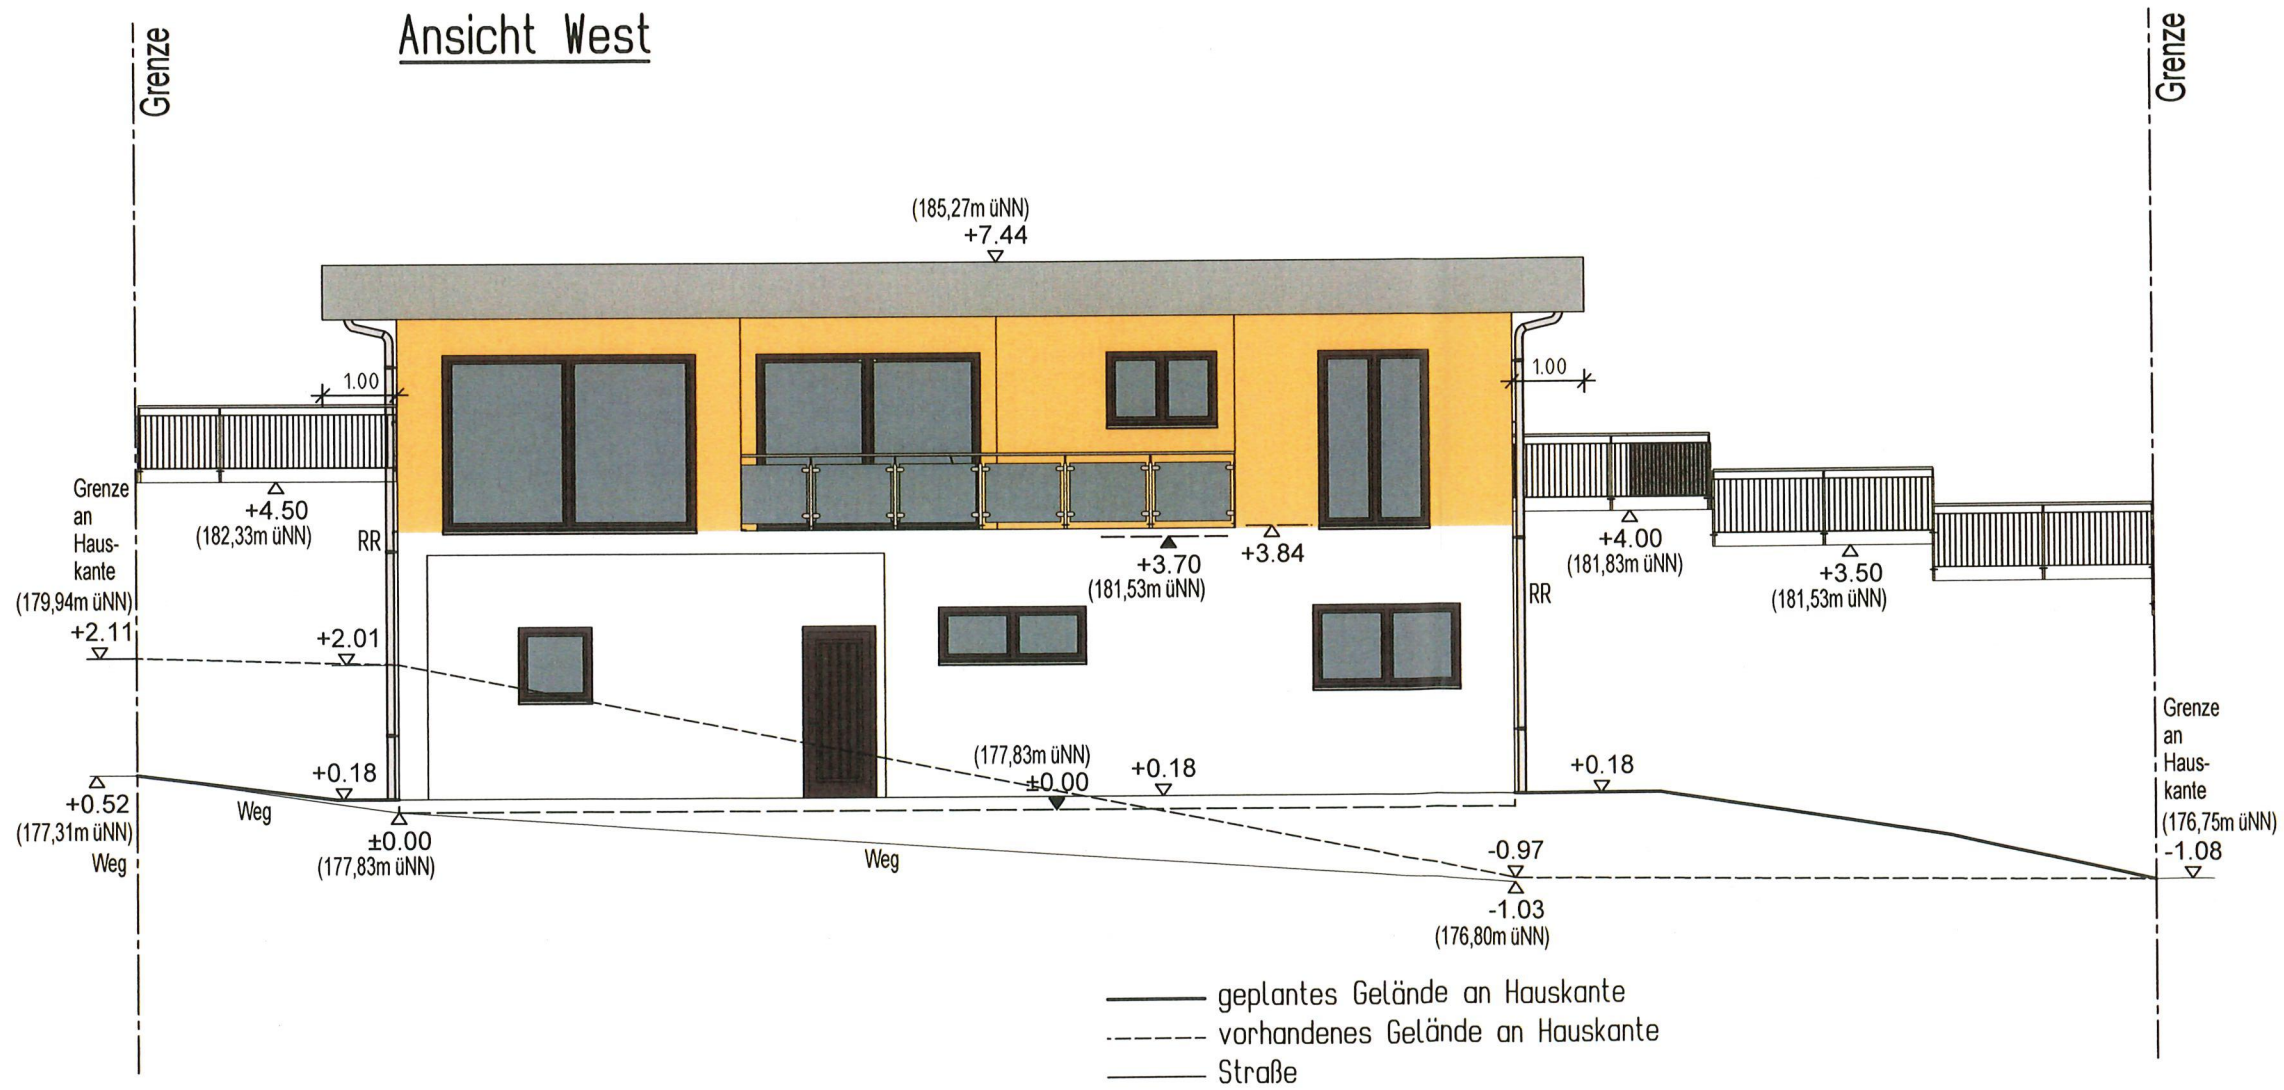 Ansicht West
Grenze
Grenze
(185,27m üNN)
+7.44
1.00
1.00
Grenze
an
Haus-
kante
(179,94m üNN)
+2.11
+4.50
(182,33m üNN)
RR
+2.01
+3.70
(181,53m üNN)
+3.84
+4.00
(181,83m üNN)
RR
+3.50
(181,53m üNN)
+0.52
(177,31m üNN)
Weg
Weg
+0.18
±0.00
(177,83m üNN)
(177,83m üNN)
±0.00
+0.18
Weg
+0.18
-0.97
-1.03
(176,80m üNN)
Grenze
an
Haus-
kante
(176,75m üNN)
-1.08
geplantes Gelände an Hauskante
vorhandenes Gelände an Hauskante
Straße